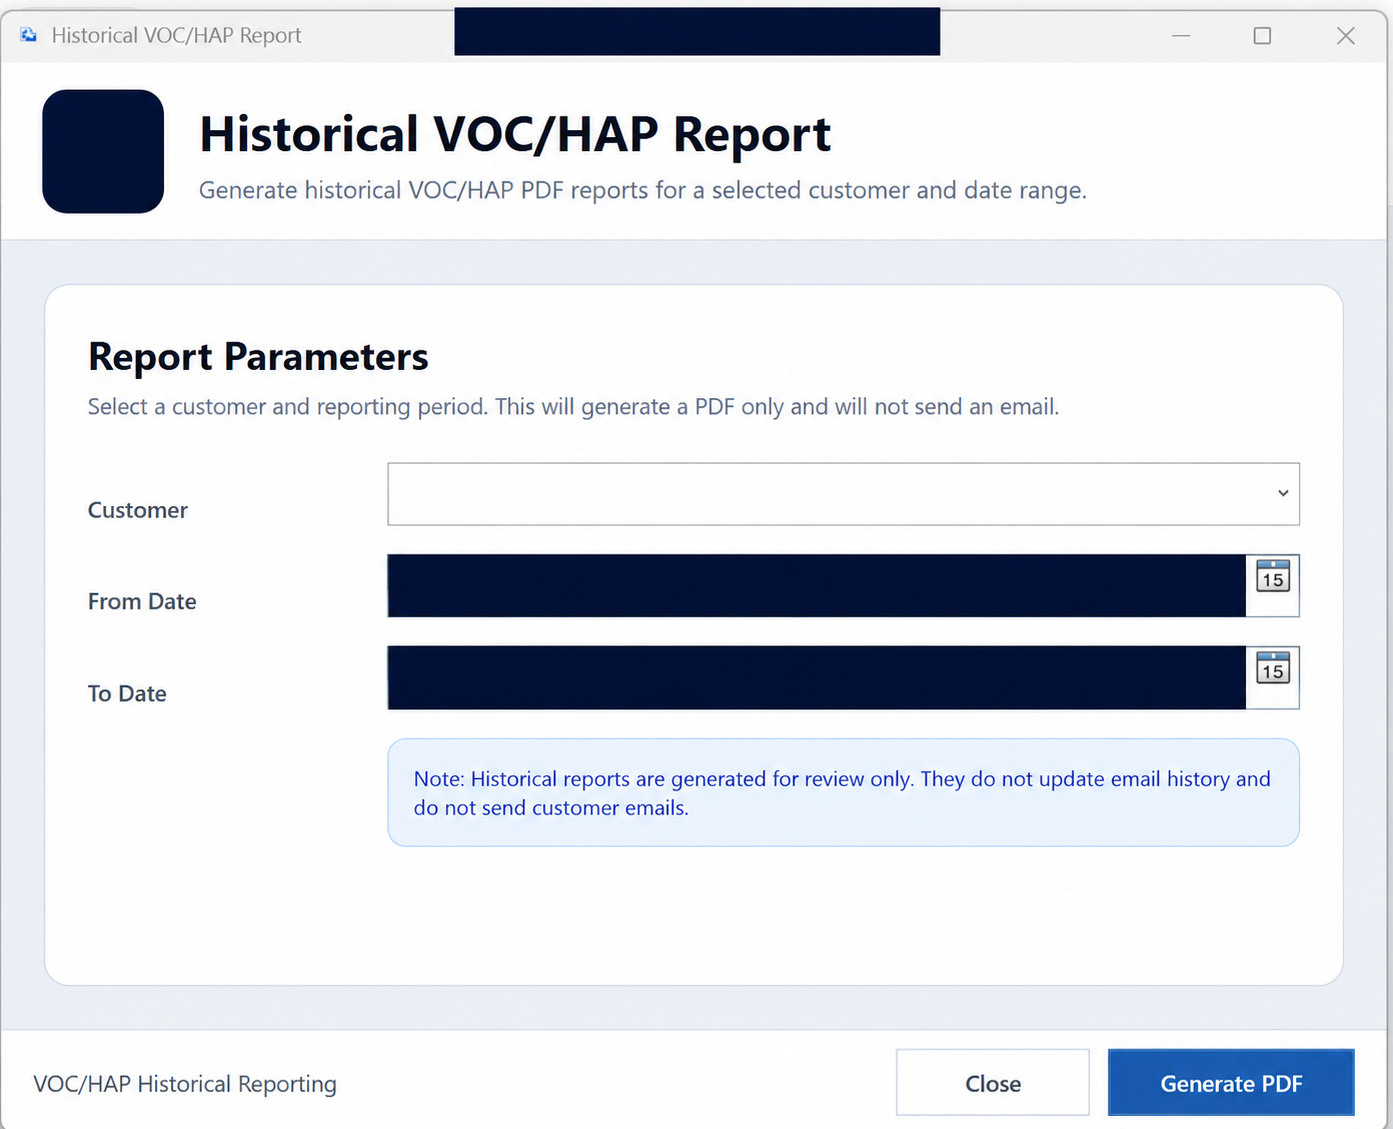 Historical VOC/HAP Report
Historical VOC/HAP Report
Generate historical VOC/HAP PDF reports for a selected customer and date range.
Report Parameters
Select a customer and reporting period. This will generate a PDF only and will not send an email.
Customer
From Date
15
To Date
15
Note: Historical reports are generated for review only. They do not update email history and
do not send customer emails.
VOC/HAP Historical Reporting
Close
Generate PDF